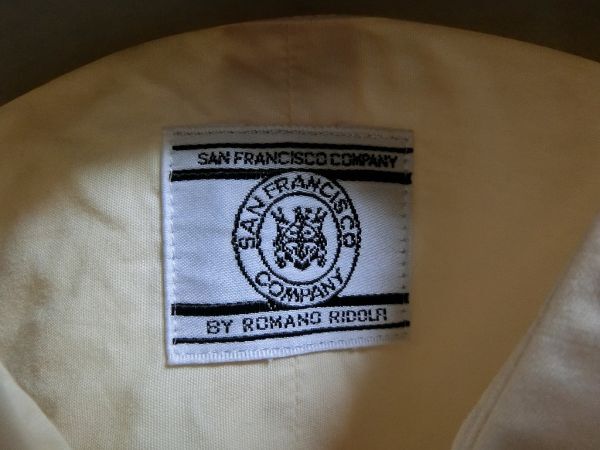 SAN FRANCISCO COMPANY
SAN FRANCISCO
COMPANY
BY ROMANO RIDOLFI